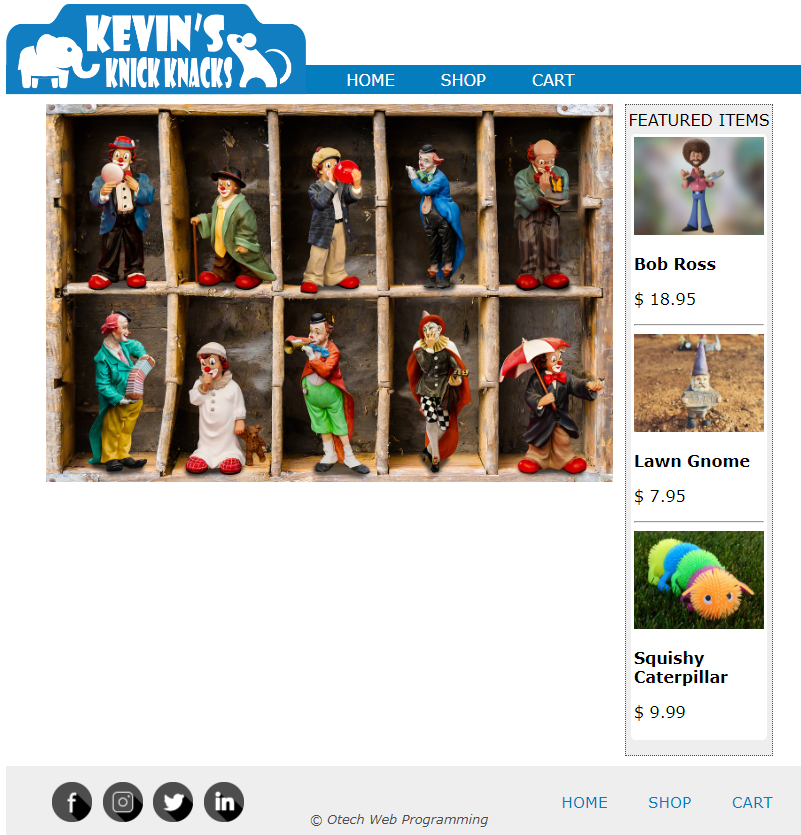 KEVIN'S
KNICK KNACKS
HOME SHOP CART
FEATURED ITEMS
Bob Ross
$ 18.95
Lawn Gnome
$ 7.95
Squishy
Caterpillar
$ 9.99
© Otech Web Programming
HOME SHOP CART